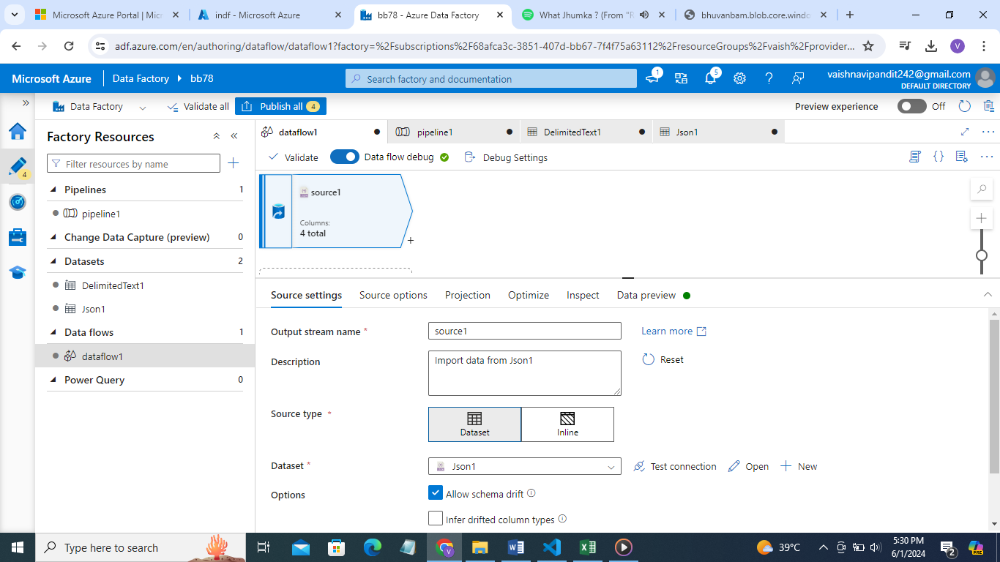 Microsoft Azure Portal | Micr
indf - Microsoft Azure
bb78 - Azure Data Factory
What Jhumka ? (From "R
bhuvanbam.blob.core.windo
adf.azure.com/en/authoring/dataflow/dataflow1?factory=%2Fsubscriptions%2F68afca3c-3851-407d-bb67-7f4f75a63112%2FresourceGroups%2Fvaish%2Fprovider...
V
Microsoft Azure
Data Factory
bb78
Search factory and documentation
1
5
vaishnavipandit242@gmail.com
DEFAULT DIRECTORY
Data Factory
Validate all
Publish all 4
Preview experience
Off
4
Factory Resources
Filter resources by name
Pipelines 1
pipeline1
Change Data Capture (preview) 0
Datasets 2
DelimitedText1
Json1
Data flows 1
dataflow1
Power Query 0
dataflow1
pipeline1
DelimitedText1
Json1
Validate
Data flow debug
Debug Settings
source1
Columns:
4 total
Source settings
Source options
Projection
Optimize
Inspect
Data preview
Output stream name *
source1
Learn more
Description
Import data from Json1
Reset
Source type *
Dataset
Inline
Dataset *
Json1
Test connection
Open
New
Options
Allow schema drift
Infer drifted column types
Type here to search
V
39°C
5:30 PM
6/1/2024
2
PRE